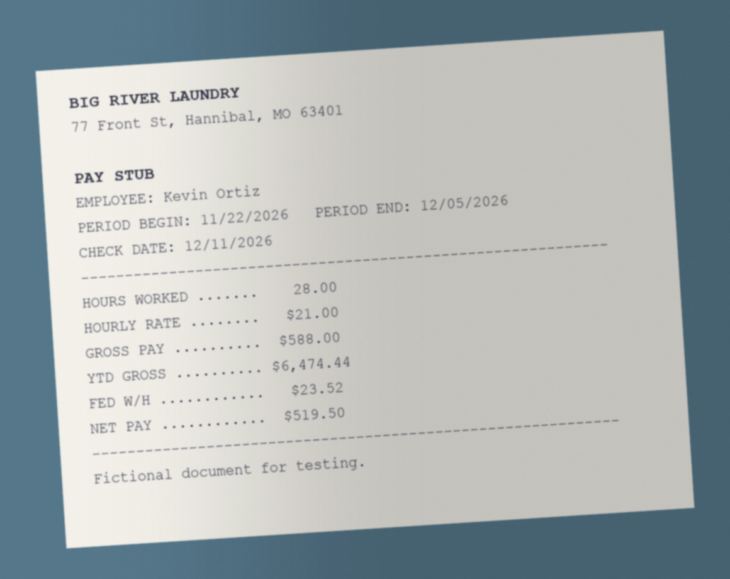 BIG RIVER LAUNDRY
77 Front St, Hannibal, MO 63401
PAY STUB
EMPLOYEE: Kevin Ortiz
PERIOD BEGIN: 11/22/2026   PERIOD END: 12/05/2026
CHECK DATE: 12/11/2026
------------------------------------------------------------
HOURS WORKED .......    28.00
HOURLY RATE ........   $21.00
GROSS PAY ..........  $588.00
YTD GROSS .......... $6,474.44
FED W/H ............   $23.52
NET PAY ............  $519.50
------------------------------------------------------------
Fictional document for testing.